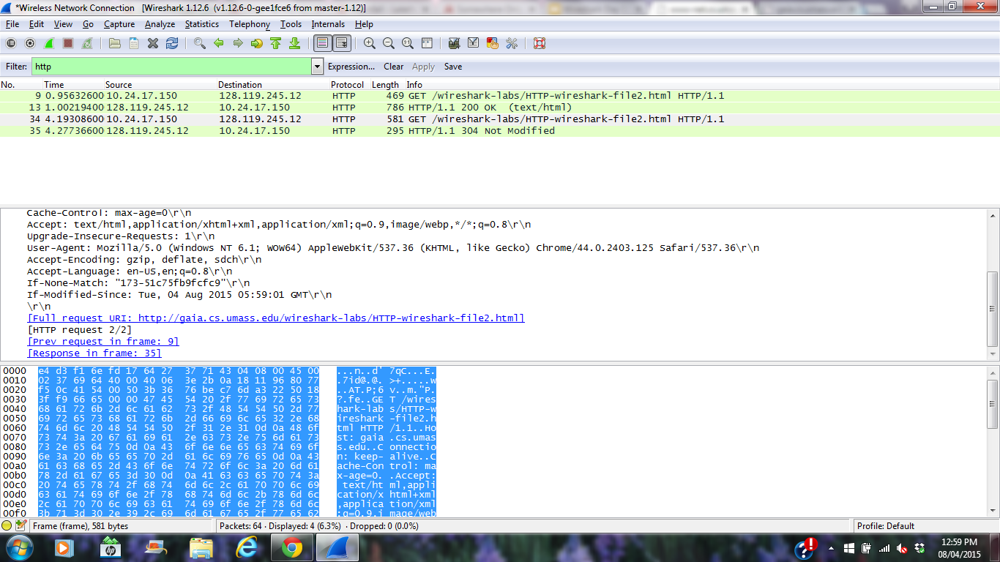 *Wireless Network Connection [Wireshark 1.12.6 (v1.12.6-0-gee1fce6 from master-1.12)]
File Edit View Go Capture Analyze Statistics Telephony Tools Internals Help
Filter: http Expression... Clear Apply Save
No. Time Source Destination Protocol Length Info
9 0.95632600 10.24.17.150 128.119.245.12 HTTP 469 GET /wireshark-labs/HTTP-wireshark-file2.html HTTP/1.1
13 1.00219400 128.119.245.12 10.24.17.150 HTTP 786 HTTP/1.1 200 OK (text/html)
34 4.19308600 10.24.17.150 128.119.245.12 HTTP 581 GET /wireshark-labs/HTTP-wireshark-file2.html HTTP/1.1
35 4.27736600 128.119.245.12 10.24.17.150 HTTP 295 HTTP/1.1 304 Not Modified
Cache-Control: max-age=0\r\n
Accept: text/html,application/xhtml+xml,application/xml;q=0.9,image/webp,*/*;q=0.8\r\n
Upgrade-Insecure-Requests: 1\r\n
User-Agent: Mozilla/5.0 (Windows NT 6.1; WOW64) AppleWebKit/537.36 (KHTML, like Gecko) Chrome/44.0.2403.125 Safari/537.36\r\n
Accept-Encoding: gzip, deflate, sdch\r\n
Accept-Language: en-US,en;q=0.8\r\n
If-None-Match: "173-51c75fb9fcfc9"\r\n
If-Modified-Since: Tue, 04 Aug 2015 05:59:01 GMT\r\n
\r\n
[Full request URI: http://gaia.cs.umass.edu/wireshark-labs/HTTP-wireshark-file2.html]
[HTTP request 2/2]
[Prev request in frame: 9]
[Response in frame: 35]
0000 e4 d3 f1 6e fd 17 64 27 37 71 43 04 08 00 45 00 ...n..d' 7qC...E.
0010 02 37 69 64 40 00 40 06 3e 2b 0a 18 11 96 80 77 .7id@.@. >+.....w
0020 f5 0c 41 54 00 50 3b 36 76 be c7 6d a3 22 50 18 ..AT.P;6 v..m."P.
0030 3f f9 66 65 00 00 47 45 54 20 2f 77 69 72 65 73 ?.fe..GE T /wires
0040 68 61 72 6b 2d 6c 61 62 73 2f 48 54 54 50 2d 77 hark-lab s/HTTP-w
0050 69 72 65 73 68 61 72 6b 2d 66 69 6c 65 32 2e 68 ireshark -file2.h
0060 74 6d 6c 20 48 54 54 50 2f 31 2e 31 0d 0a 48 6f tml HTTP /1.1..Ho
0070 73 74 3a 20 67 61 69 61 2e 63 73 2e 75 6d 61 73 st: gaia .cs.umas
0080 73 2e 65 64 75 0d 0a 43 6f 6e 6e 65 63 74 69 6f s.edu..C onnectio
0090 6e 3a 20 6b 65 65 70 2d 61 6c 69 76 65 0d 0a 43 n: keep- alive..C
00a0 61 63 68 65 2d 43 6f 6e 74 72 6f 6c 3a 20 6d 61 ache-Con trol: ma
00b0 78 2d 61 67 65 3d 30 0d 0a 41 63 63 65 70 74 3a x-age=0. .Accept:
00c0 20 74 65 78 74 2f 68 74 6d 6c 2c 61 70 70 6c 69 text/ht ml,appli
00d0 63 61 74 69 6f 6e 2f 78 68 74 6d 6c 2b 78 6d 6c cation/x html+xml
00e0 2c 61 70 70 6c 69 63 61 74 69 6f 6e 2f 78 6d 6c ,applica tion/xml
00f0 3b 71 3d 30 2e 39 2c 69 6d 61 67 65 2f 77 65 62 ;q=0.9,i mage/web
Frame (frame), 581 bytes Packets: 64 · Displayed: 4 (6.3%) · Dropped: 0 (0.0%) Profile: Default
12:59 PM
08/04/2015